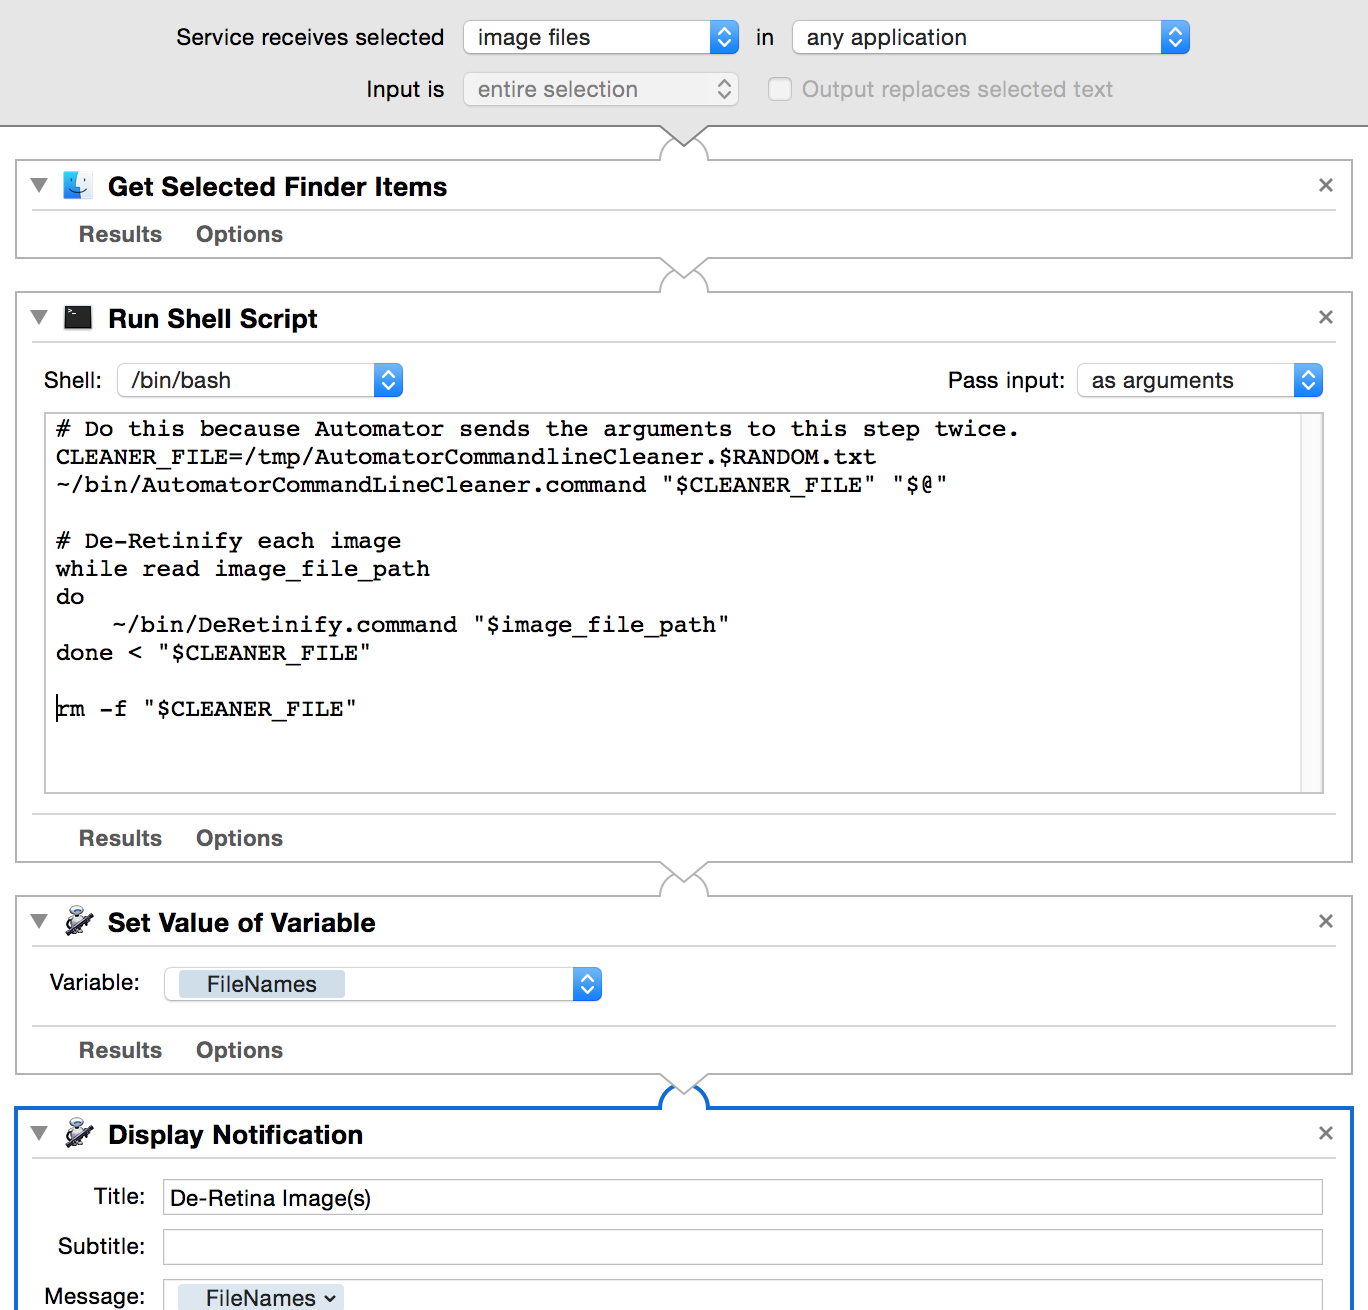 Service receives selected image files in any application
Input is entire selection Output replaces selected text
Get Selected Finder Items
Results Options
Run Shell Script
Shell: /bin/bash Pass input: as arguments
# Do this because Automator sends the arguments to this step twice.
CLEANER_FILE=/tmp/AutomatorCommandlineCleaner.$RANDOM.txt
~/bin/AutomatorCommandLineCleaner.command "$CLEANER_FILE" "$@"
# De-Retinify each image
while read image_file_path
do
~/bin/DeRetinify.command "$image_file_path"
done < "$CLEANER_FILE"
rm -f "$CLEANER_FILE"
Results Options
Set Value of Variable
Variable: FileNames
Results Options
Display Notification
Title: De-Retina Image(s)
Subtitle:
Message: FileNames